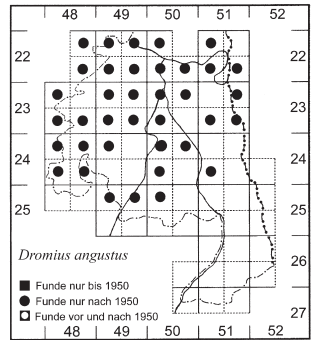 48 49 50 51 52
22 22
23 23
24 24
25 25
26
27
Dromius angustus
Funde nur bis 1950
Funde nur nach 1950
Funde vor und nach 1950
48 49 50 51 52